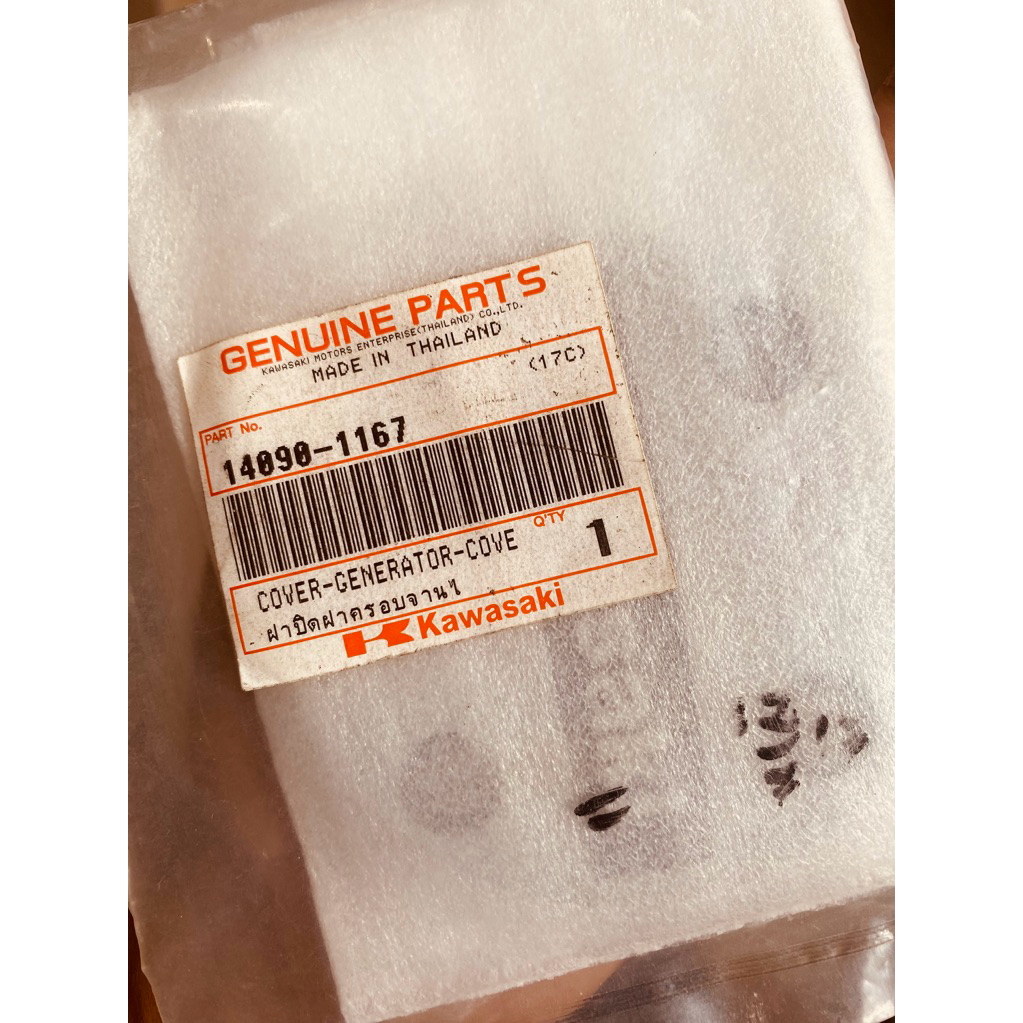 GENUINE PARTS
KAWASAKI MOTORS ENTERPRISE(THAILAND) CO.,LTD.
MADE IN THAILAND
(17C)
PART No.
14090-1167
Q'TY
COVER-GENERATOR-COVE 1
ฝาปิดฝาครอบจานไ
Kawasaki